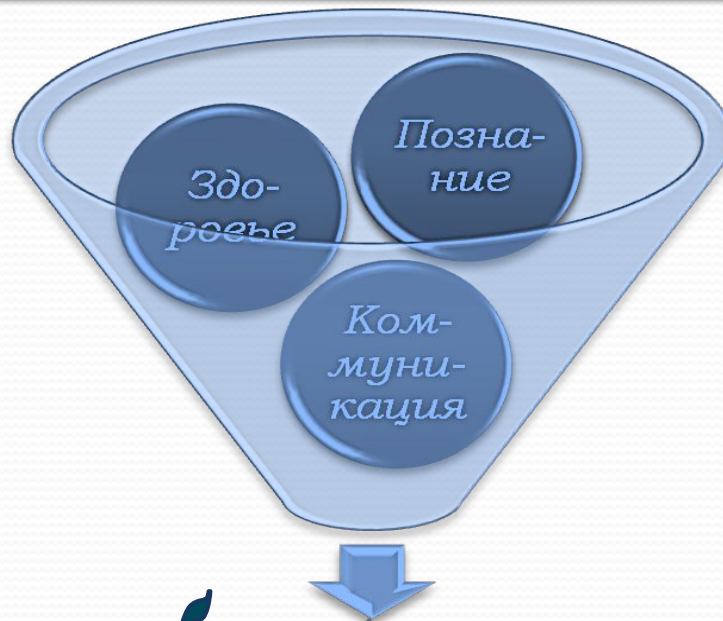 Позна-
ние
Здо-
ровье
Ком-
муни-
кация